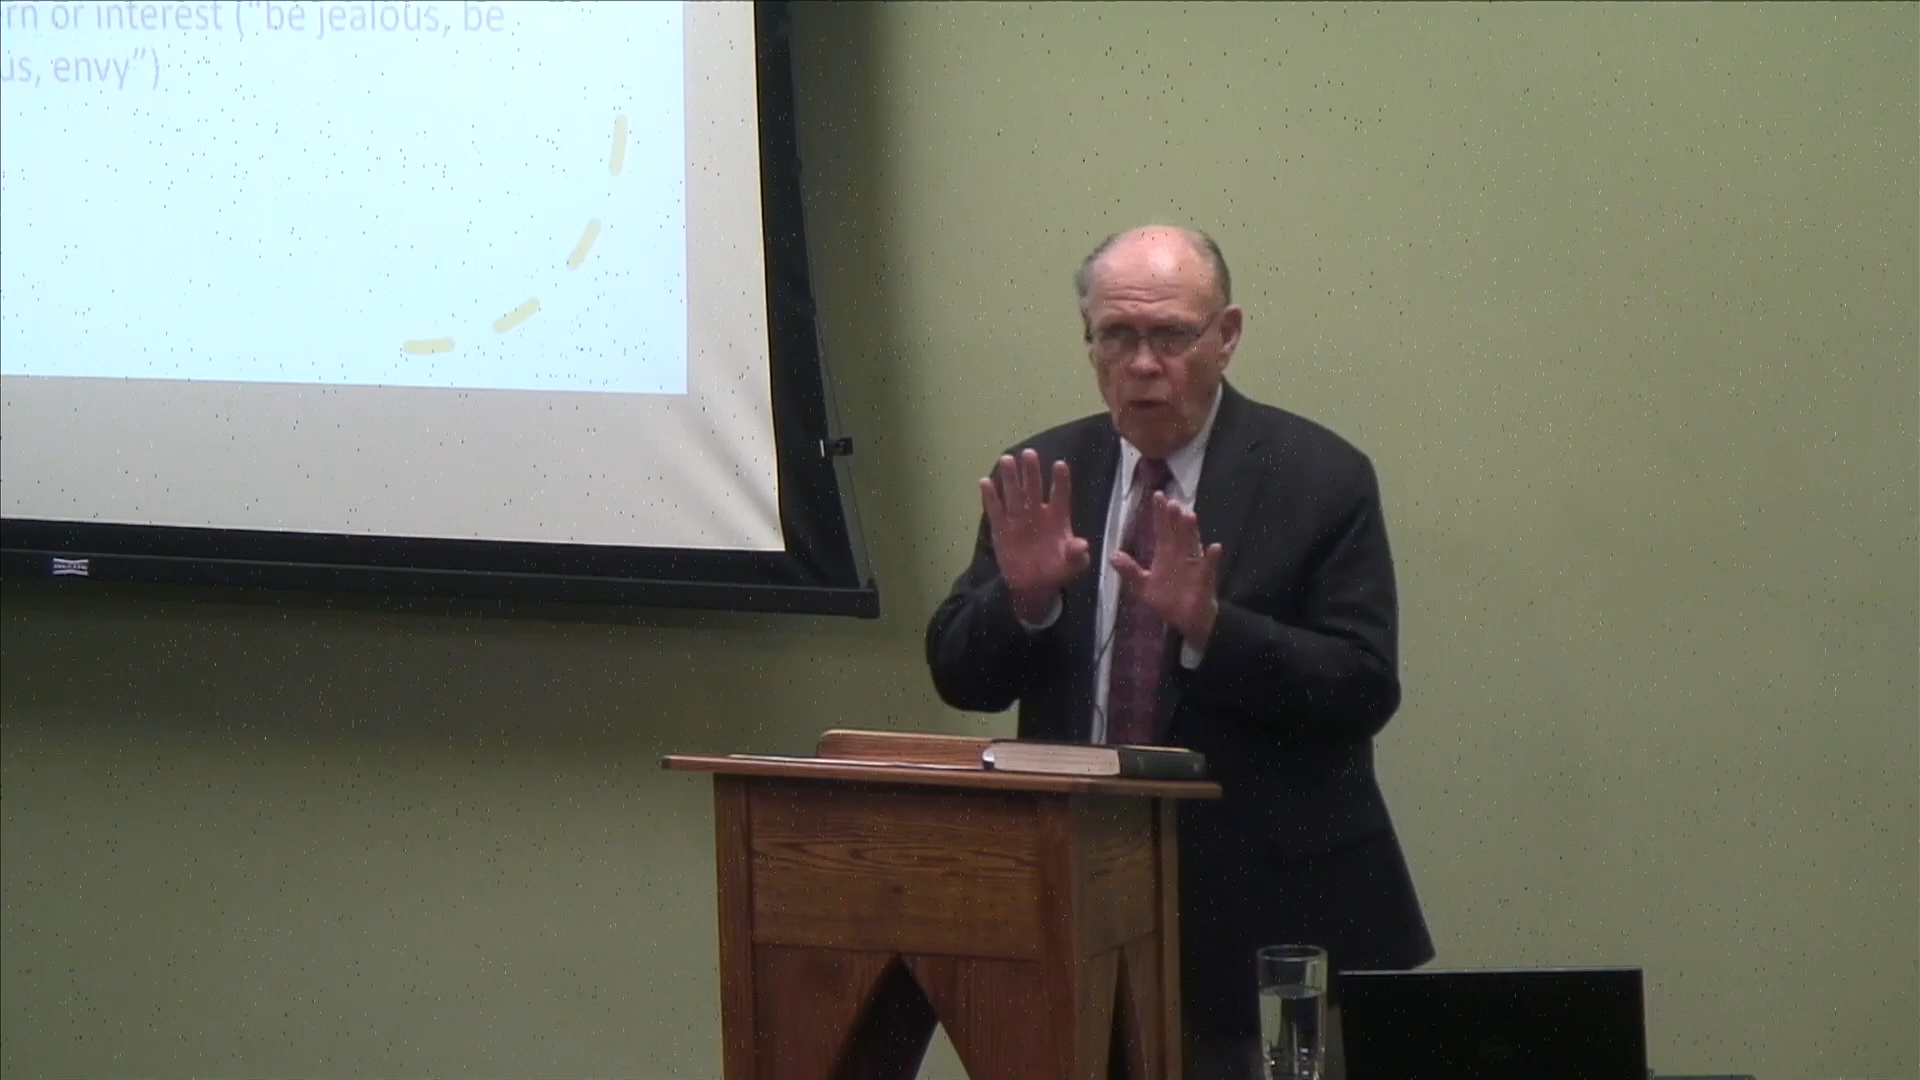 rn or interest ("be jealous, be
us, envy")